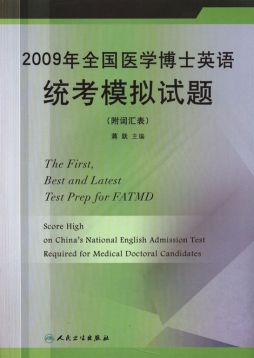 2009年全国医学博士英语
统考模拟试题
（附词汇表）
蒋跃 主编
The First,
Best and Latest
Test Prep for FATMD
Score High
on China's National English Admission Test
Required for Medical Doctoral Candidates
人民卫生出版社